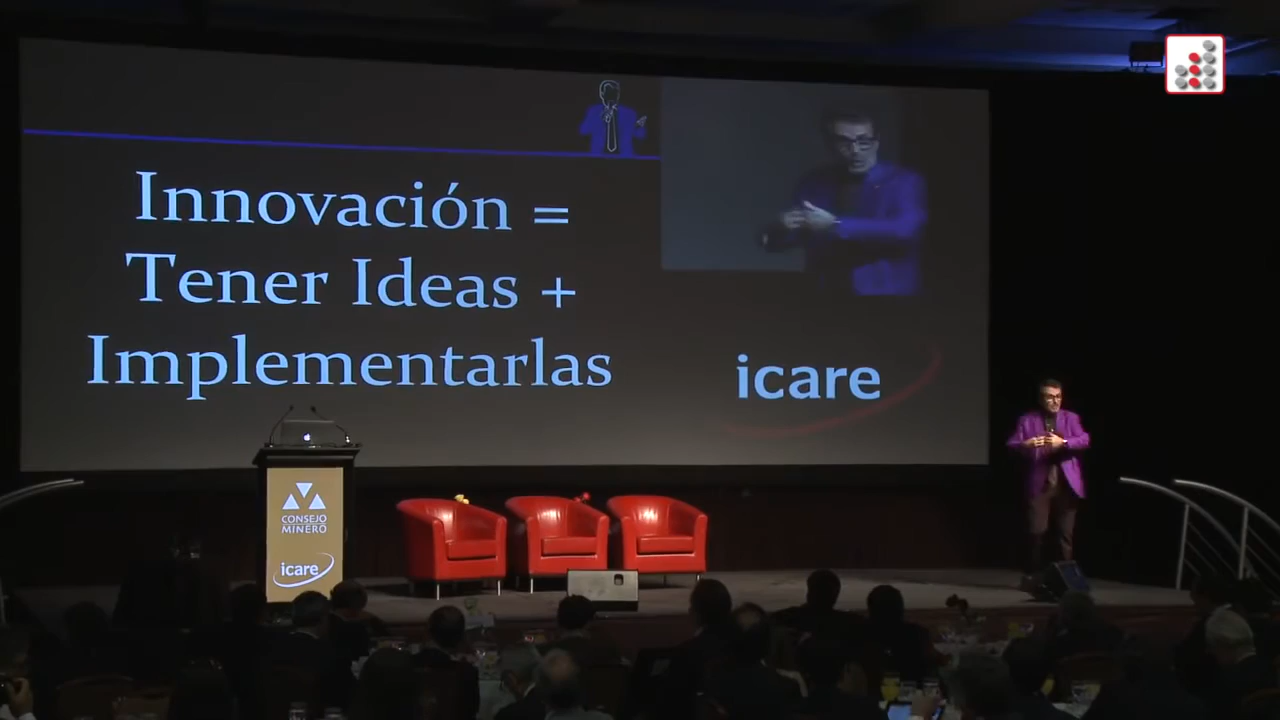 Innovación =
Tener Ideas +
Implementarlas
icare
CONSEJO
MINERO
icare